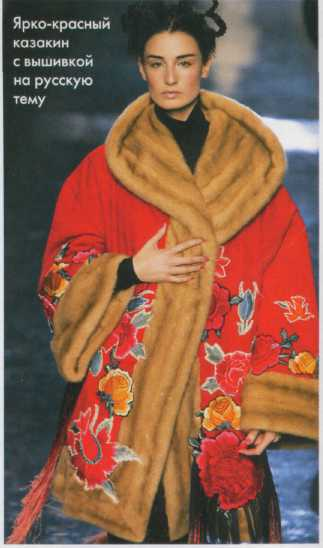 Ярко-красный
казакин
с вышивкой
на русскую
тему